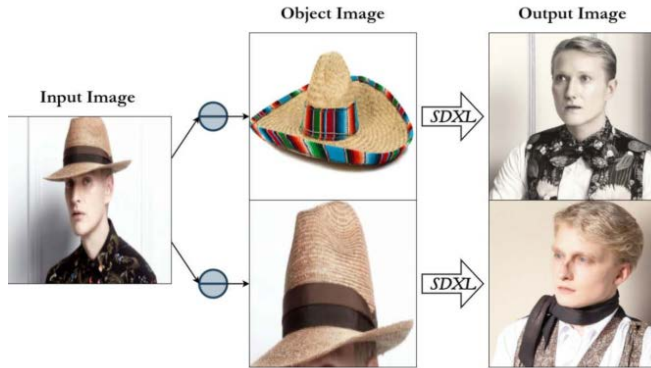 Object Image
Output Image
Input Image
SDXL
SDXL